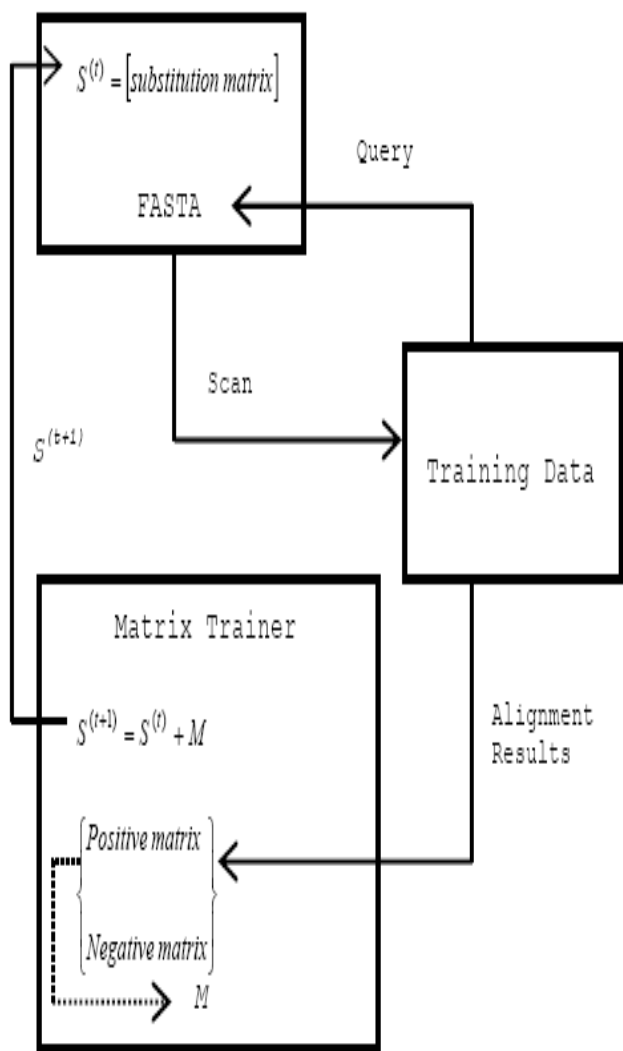 S^(t) = [substitution matrix]
Query
FASTA
Scan
S^(t+1)
Training Data
Matrix Trainer
S^(t+1) = S^(t) + M
Alignment
Results
{Positive matrix
Negative matrix}
M